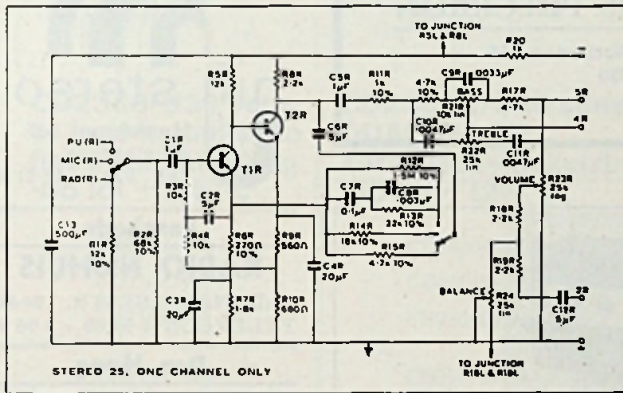 TO JUNCTION
R5L & R8L
R20
1k
R5R
12k
R8R
2·2k
T2R
C5R
1µF
R11R
1k
10%
4·7k
10%
C9R
·0033µF
BASS
R21R
10k lin
R17R
4·7k
5R
4R
C6R
5µF
C10R
·0047µF
TREBLE
R22R
25k
lin
C11R
·0047µF
PU(R)
MIC(R)
RAD(R)
C1R
T1R
R3R
10k
C2R
5µF
R4R
10k
R12R
1·5M 10%
C7R
0·1µF
C8R
·003µF
R13R
22k 10%
R14R
18k 10%
R15R
4·7k 10%
VOLUME
R23R
25k
log
R18R
2·2k
R19R
2·2k
C13
500µF
R1R
12k
10%
R2R
68k
10%
R6R
270Ω
10%
R9R
560Ω
C4R
20µF
C3R
20µF
R7R
1·8k
R10R
680Ω
BALANCE
R24
25k
lin
C12R
5µF
2R
STEREO 25, ONE CHANNEL ONLY
TO JUNCTION
R18L & R19L